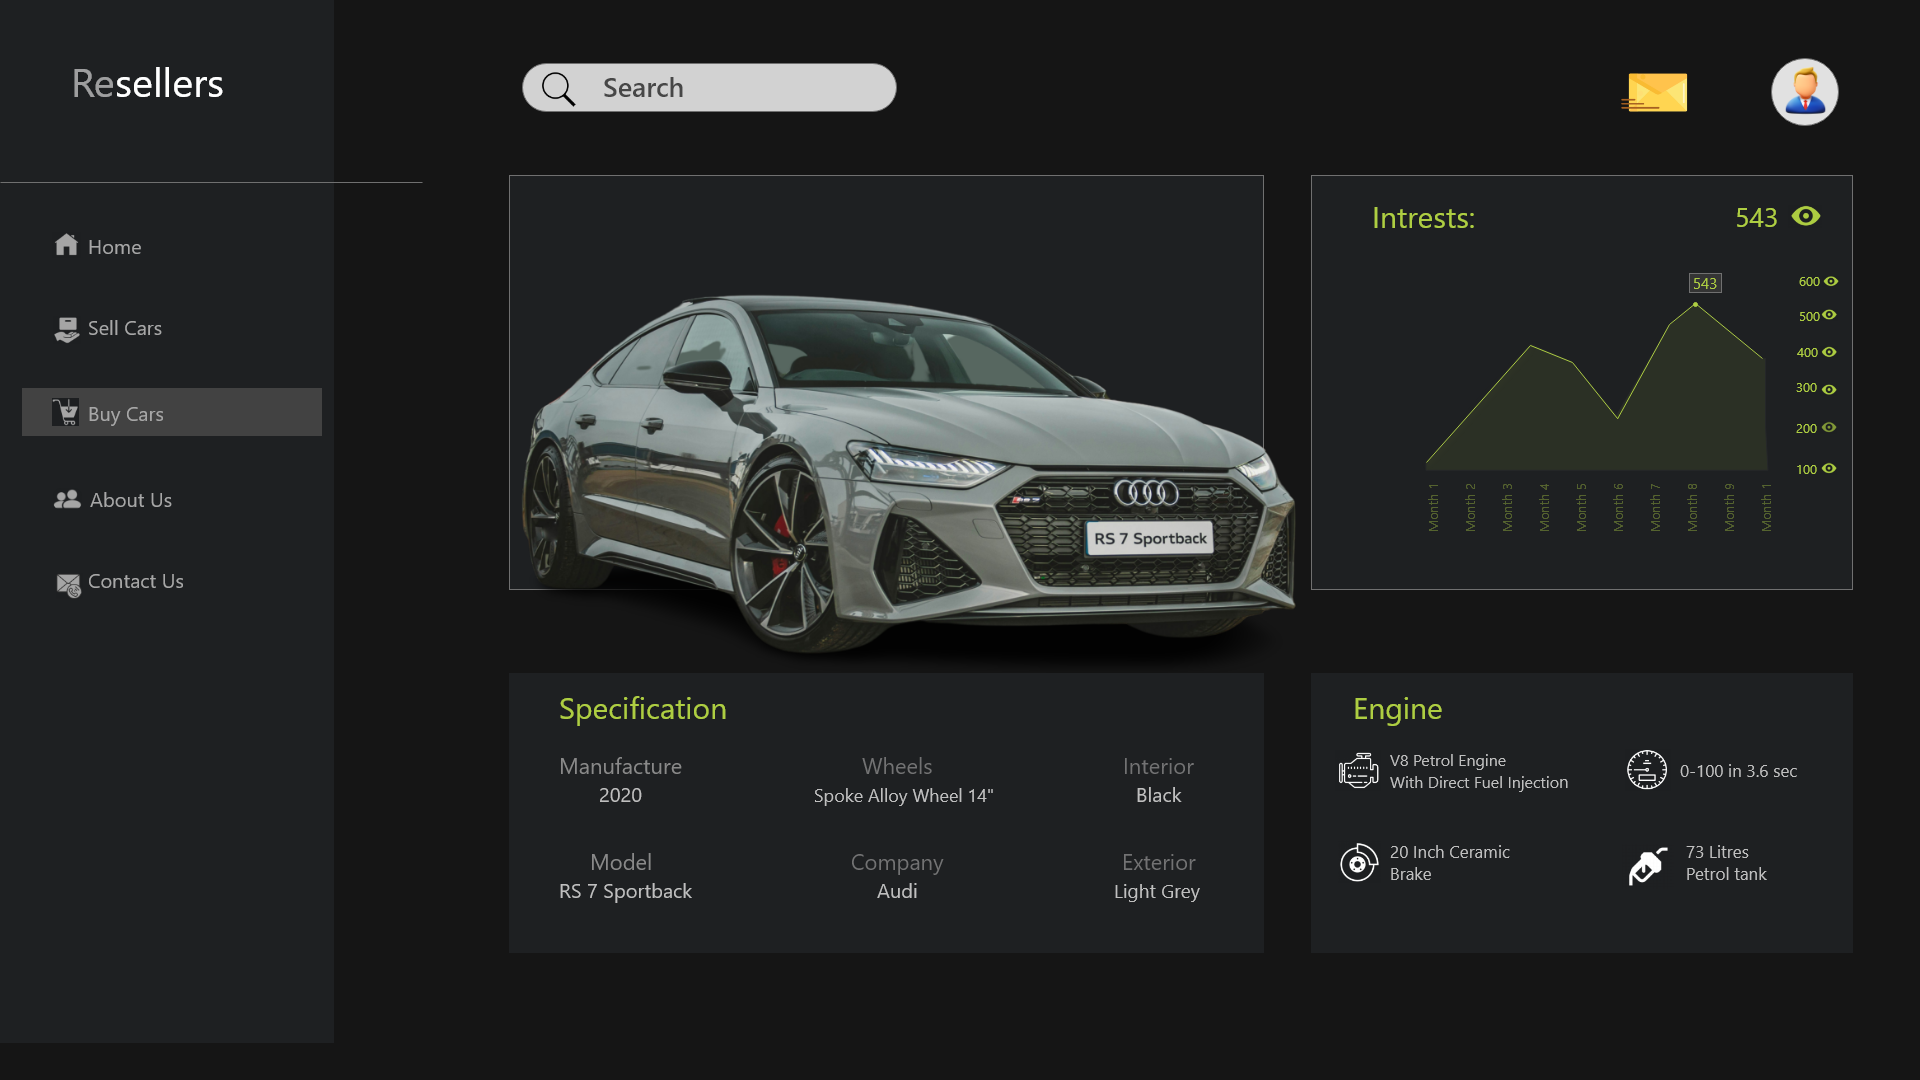 Resellers
Search
Home
Sell Cars
Buy Cars
About Us
Contact Us
RS 7 Sportback
Intrests:
543
543
600
500
400
300
200
100
Month 1
Month 2
Month 3
Month 4
Month 5
Month 6
Month 7
Month 8
Month 9
Month 1
Specification
Manufacture
2020
Wheels
Spoke Alloy Wheel 14"
Interior
Black
Model
RS 7 Sportback
Company
Audi
Exterior
Light Grey
Engine
V8 Petrol Engine
With Direct Fuel Injection
0-100 in 3.6 sec
20 Inch Ceramic
Brake
73 Litres
Petrol tank